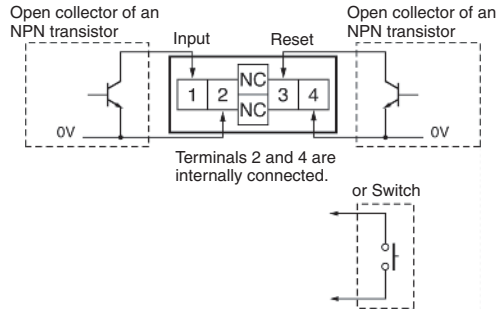 Open collector of an
NPN transistor
Open collector of an
NPN transistor
Input
Reset
NC
1
2
3
4
NC
0V
0V
Terminals 2 and 4 are
internally connected.
or Switch